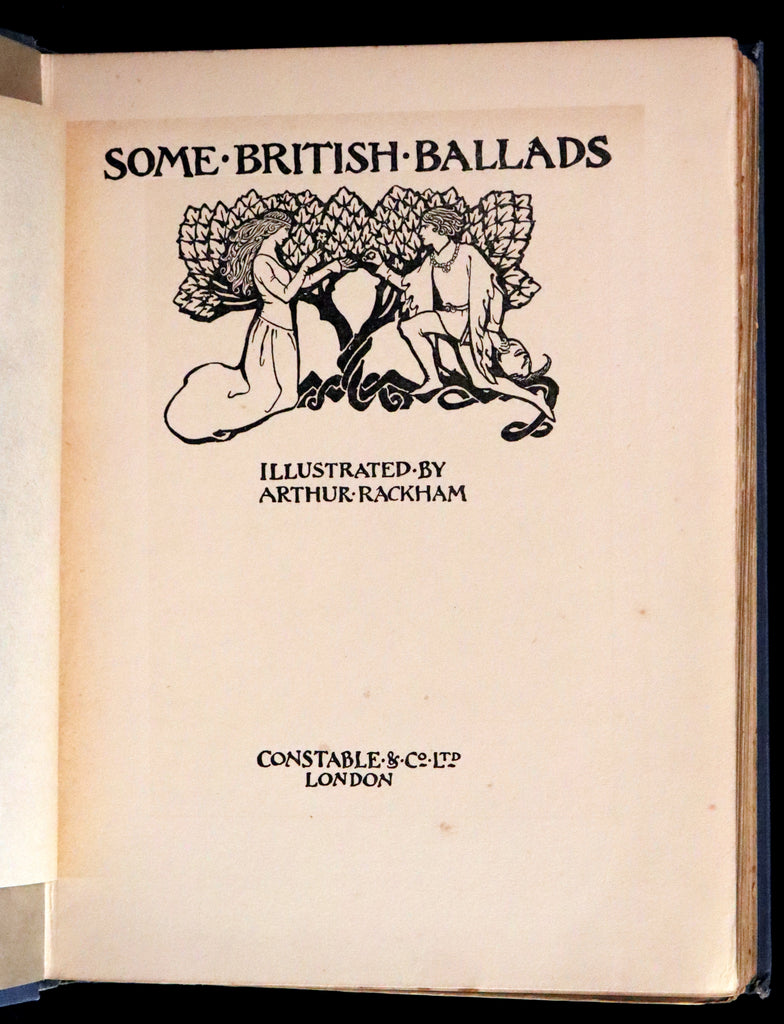 SOME·BRITISH·BALLADS
ILLUSTRATED·BY
ARTHUR·RACKHAM
CONSTABLE·&·Cº·LTD
LONDON